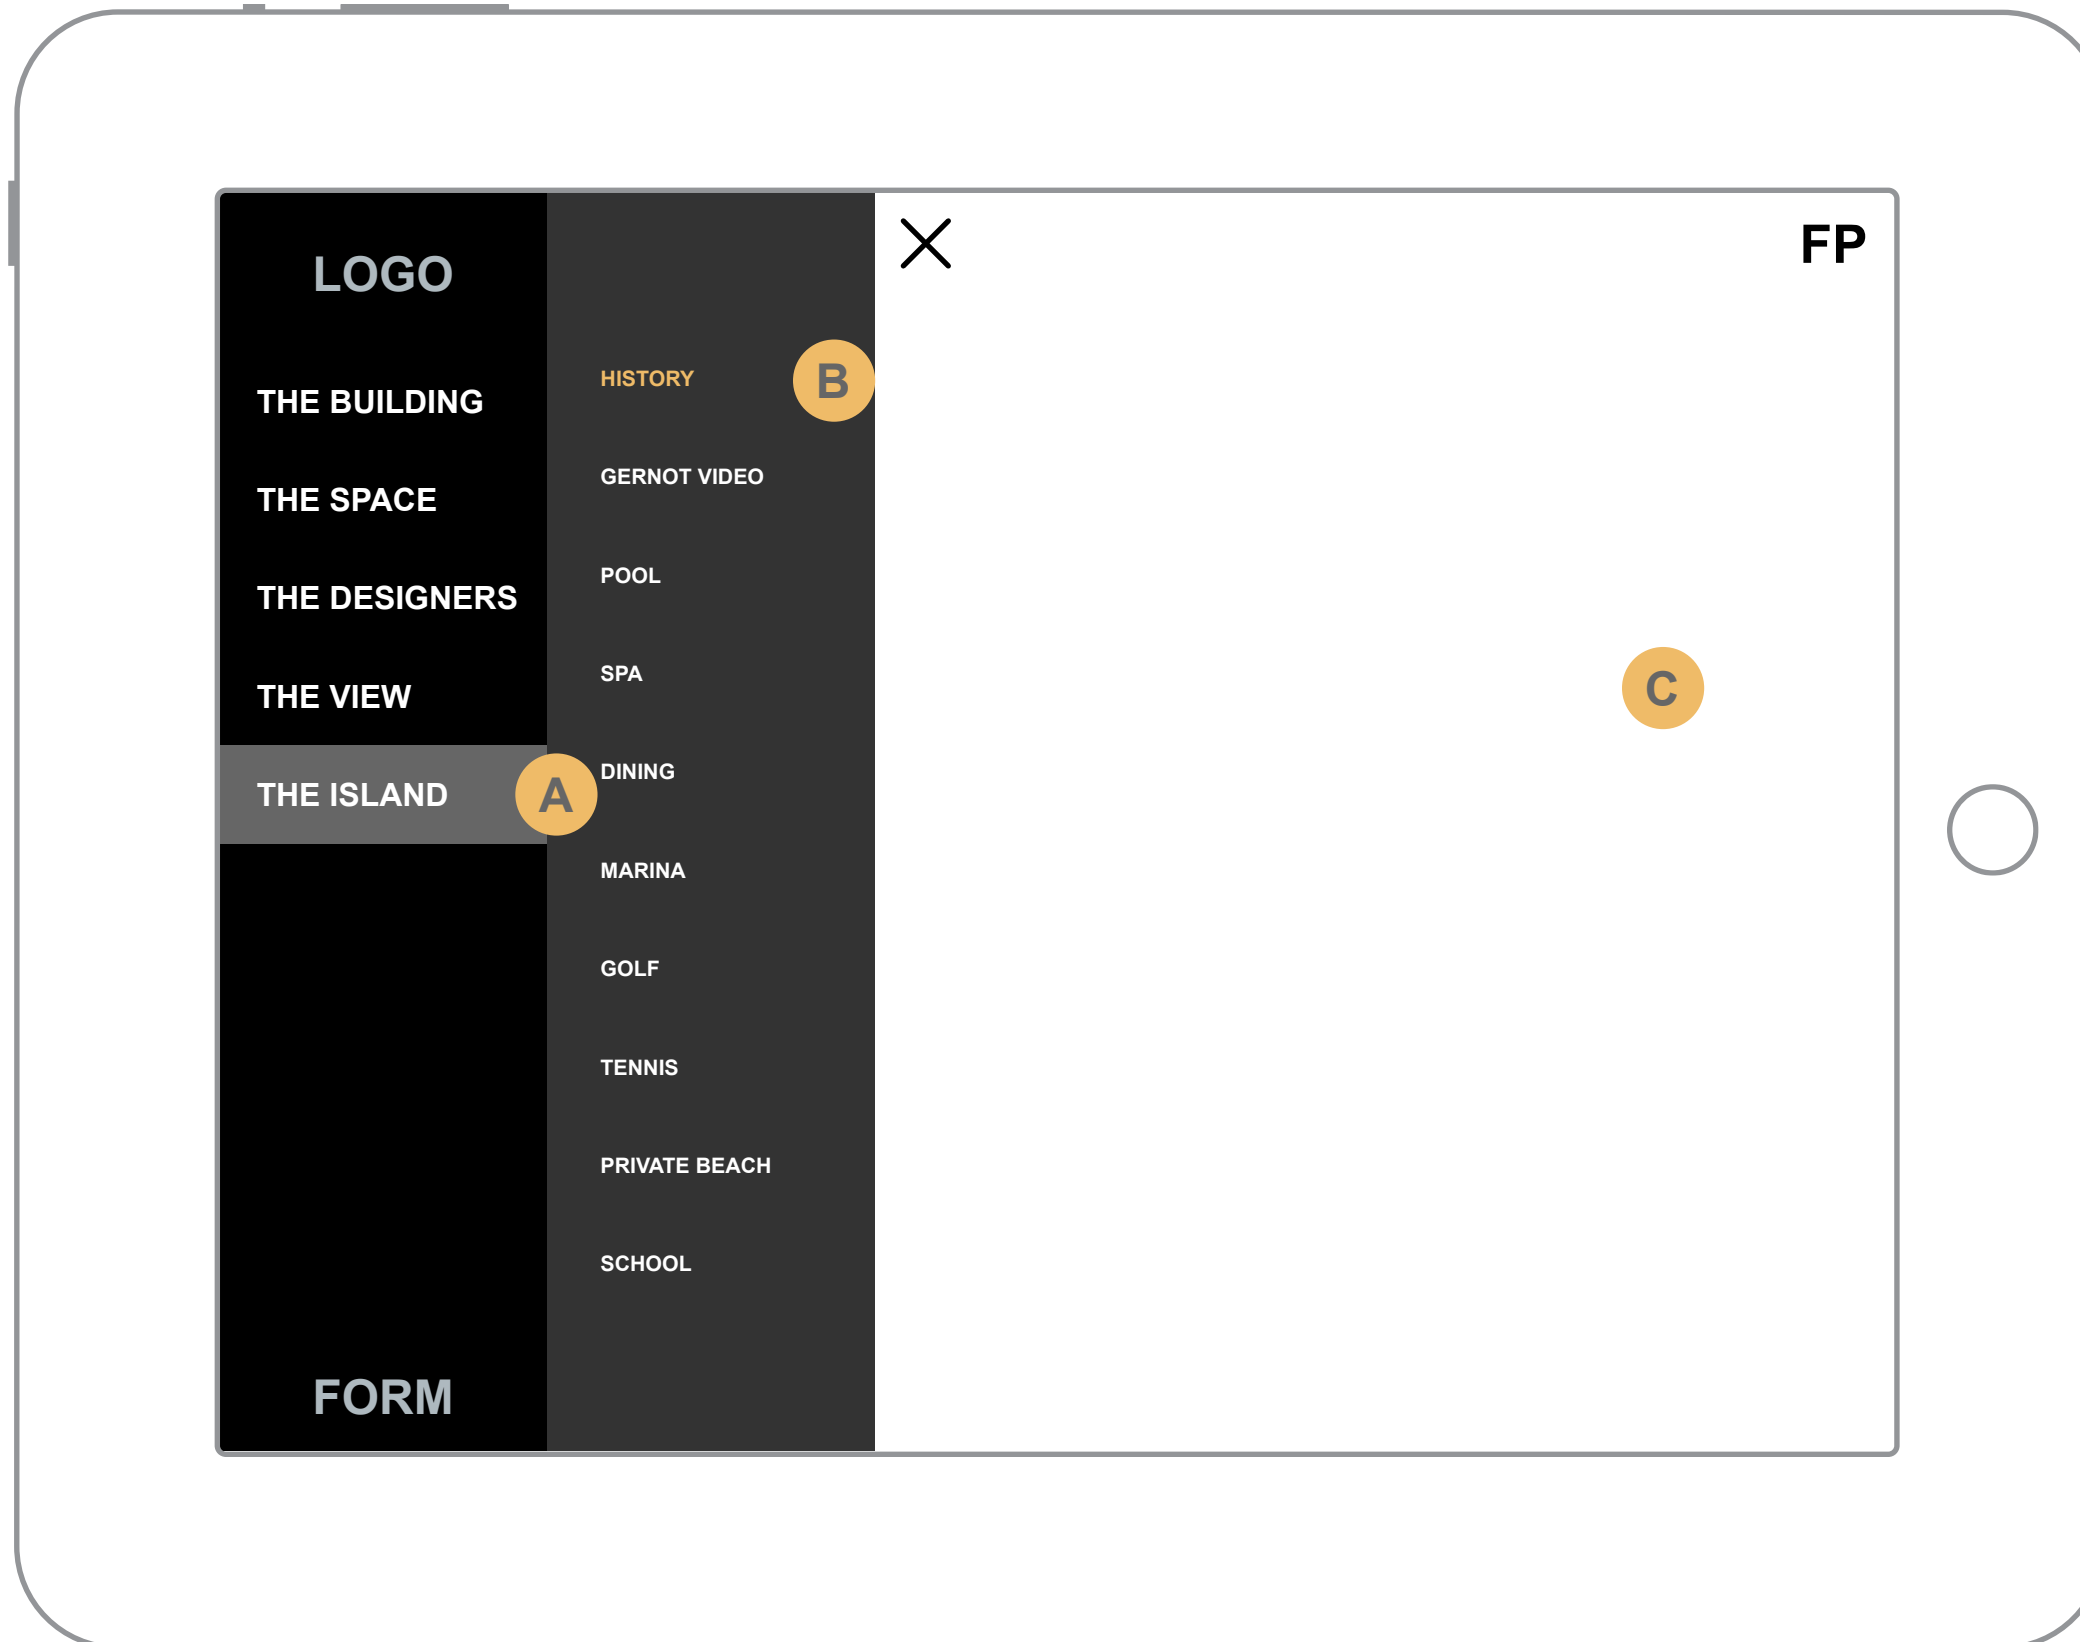 LOGO
THE BUILDING
THE SPACE
THE DESIGNERS
THE VIEW
THE ISLAND
A
FORM
HISTORY
B
GERNOT VIDEO
POOL
SPA
DINING
MARINA
GOLF
TENNIS
PRIVATE BEACH
SCHOOL
FP
C